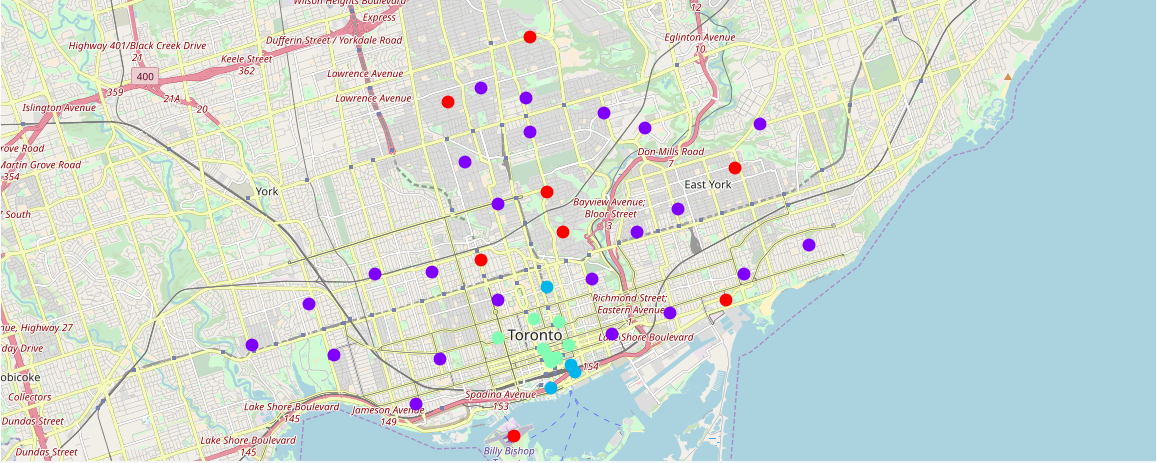 Wilson Heights Boulevard
12
Express
Dufferin Street / Yorkdale Road
Eglinton Avenue
10
Highway 401/Black Creek Drive
21
Keele Street
362
400
Lawrence Avenue
359
21A
20
Lawrence Avenue
Islington Avenue
rove Road
Martin Grove Road
354
Don Mills Road
7
York
East York
Bayview Avenue;
Bloor Street
3
7 South
Richmond Street;
Eastern Avenue
1
nue, Highway 27
Toronto
Lake Shore Boulevard
day Drive
154
obicoke
Collectors
Spadina Avenue
153
Lake Shore Boulevard
145
Jameson Avenue
149
Dundas Street
Lake Shore Boulevard
145
Dundas Street
Billy Bishop